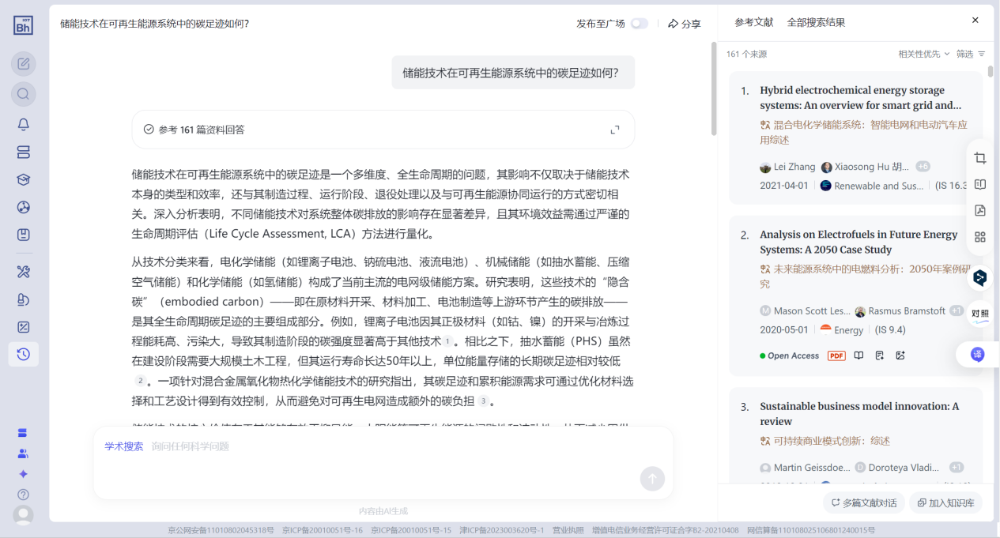 107
Bh
储能技术在可再生能源系统中的碳足迹如何?
发布至广场
分享
储能技术在可再生能源系统中的碳足迹如何?
参考 161 篇资料回答
储能技术在可再生能源系统中的碳足迹是一个多维度、全生命周期的问题，其影响不仅取决于储能技术
本身的类型和效率，还与其制造过程、运行阶段、退役处理以及与可再生能源协同运行的方式密切相
关。深入分析表明，不同储能技术对系统整体碳排放的影响存在显著差异，且其环境效益需通过严谨的
生命周期评估（Life Cycle Assessment, LCA）方法进行量化。
从技术分类来看，电化学储能（如锂离子电池、钠硫电池、液流电池）、机械储能（如抽水蓄能、压缩
空气储能）和化学储能（如氢储能）构成了当前主流的电网级储能方案。研究表明，这些技术的“隐含
碳”（embodied carbon）——即在原材料开采、材料加工、电池制造等上游环节产生的碳排放——
是其全生命周期碳足迹的主要组成部分。例如，锂离子电池因其正极材料（如钴、镍）的开采与冶炼过
程能耗高、污染大，导致其制造阶段的碳强度显著高于其他技术 1 。相比之下，抽水蓄能（PHS）虽然
在建设阶段需要大规模土木工程，但其运行寿命长达50年以上，单位能量存储的长期碳足迹相对较低
2 。一项针对混合金属氧化物热化学储能技术的研究指出，其碳足迹和累积能源需求可通过优化材料选
择和工艺设计得到有效控制，从而避免对可再生电网造成额外的碳负担 3 。
学术搜索 询问任何科学问题
内容由AI生成
参考文献 全部搜索结果
161 个来源
相关性优先 筛选
1. Hybrid electrochemical energy storage
systems: An overview for smart grid and...
混合电化学储能系统：智能电网和电动汽车应
用综述
Lei Zhang Xiaosong Hu 胡... +6
2021-04-01 Renewable and Sus... (IS 16.3
2. Analysis on Electrofuels in Future Energy
Systems: A 2050 Case Study
未来能源系统中的电燃料分析：2050年案例研
究
M Mason Scott Les... Rasmus Bramstoft +1
2020-05-01 Energy (IS 9.4)
Open Access PDF
3. Sustainable business model innovation: A
review
可持续商业模式创新：综述
Martin Geissdoe... D Doroteya Vladi... +1
多篇文献对话 加入知识库
对照
译
京公网安备11010802045318号 京ICP备20010051号-16 京ICP备20010051号-15 津ICP备2023003620号-1 营业执照 增值电信业务经营许可证合字B2-20210408 网信算备110108025106801240015号